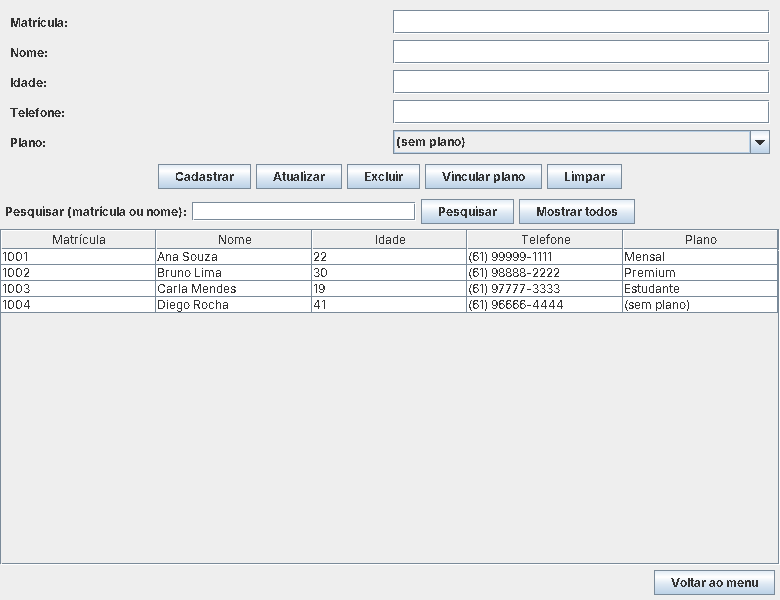 Matrícula:
Nome:
Idade:
Telefone:
Plano: (sem plano)
Cadastrar Atualizar Excluir Vincular plano Limpar
Pesquisar (matrícula ou nome): Pesquisar Mostrar todos
Matrícula Nome Idade Telefone Plano
1001 Ana Souza 22 (61) 99999-1111 Mensal
1002 Bruno Lima 30 (61) 98888-2222 Premium
1003 Carla Mendes 19 (61) 97777-3333 Estudante
1004 Diego Rocha 41 (61) 96666-4444 (sem plano)
Voltar ao menu